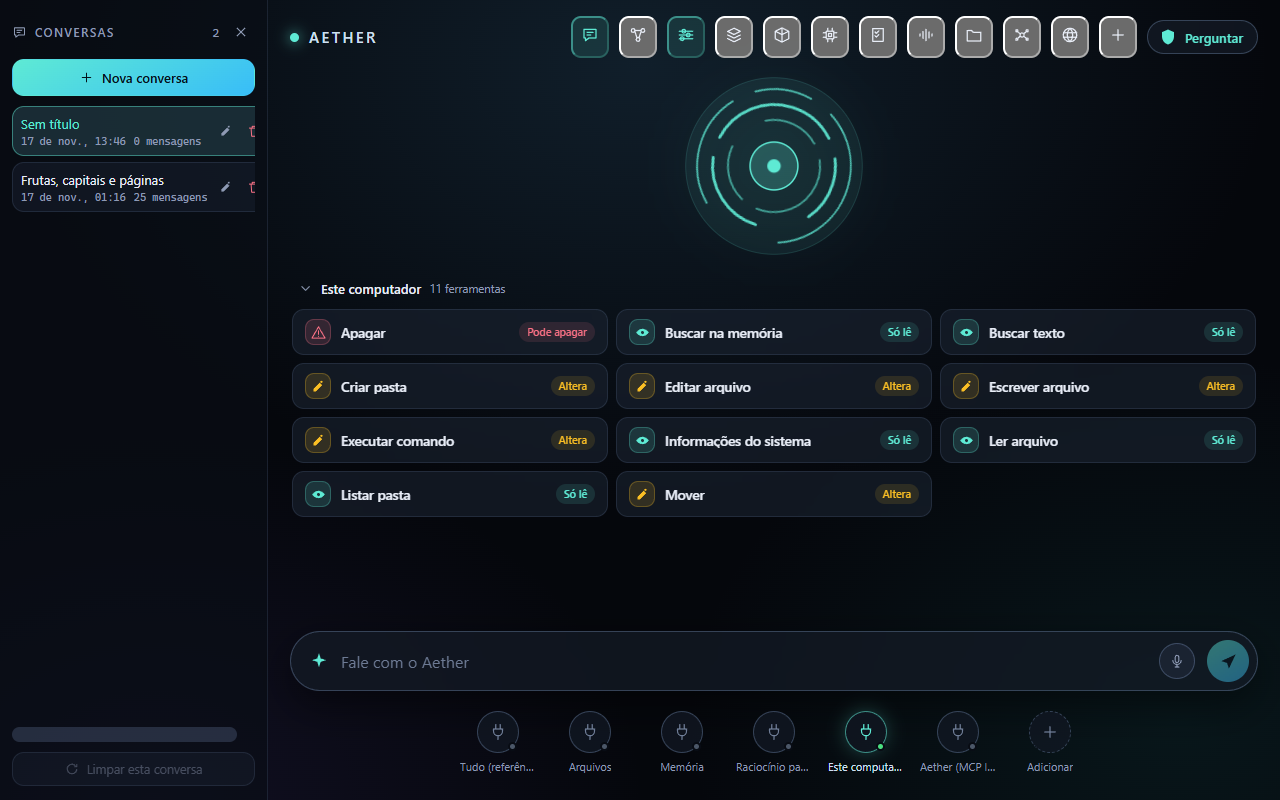 CONVERSAS 2
Nova conversa
Sem título
17 de nov., 13:46 0 mensagens
Frutas, capitais e páginas
17 de nov., 01:16 25 mensagens
Limpar esta conversa
AETHER
Perguntar
Este computador 11 ferramentas
Apagar Pode apagar
Buscar na memória Só lê
Buscar texto Só lê
Criar pasta Altera
Editar arquivo Altera
Escrever arquivo Altera
Executar comando Altera
Informações do sistema Só lê
Ler arquivo Só lê
Listar pasta Só lê
Mover Altera
Fale com o Aether
Tudo (referên...
Arquivos
Memória
Raciocínio pa...
Este computa...
Aether (MCP l...
Adicionar